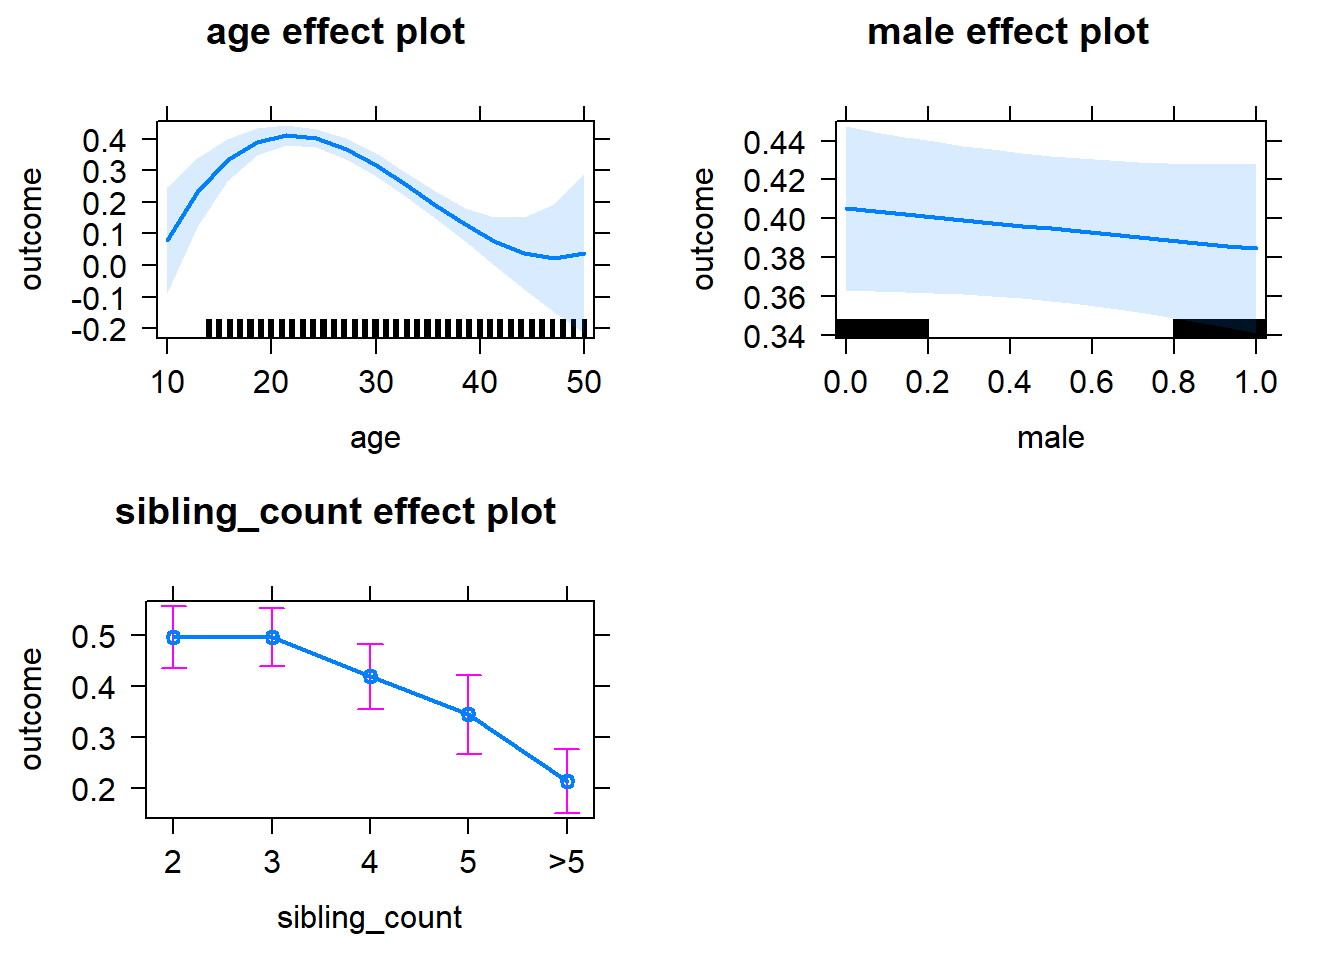 age effect plot
outcome
0.4
0.3
0.2
0.1
0.0
-0.1
-0.2
10 20 30 40 50
age
male effect plot
outcome
0.44
0.42
0.40
0.38
0.36
0.34
0.0 0.2 0.4 0.6 0.8 1.0
male
sibling_count effect plot
outcome
0.5
0.4
0.3
0.2
2 3 4 5 >5
sibling_count